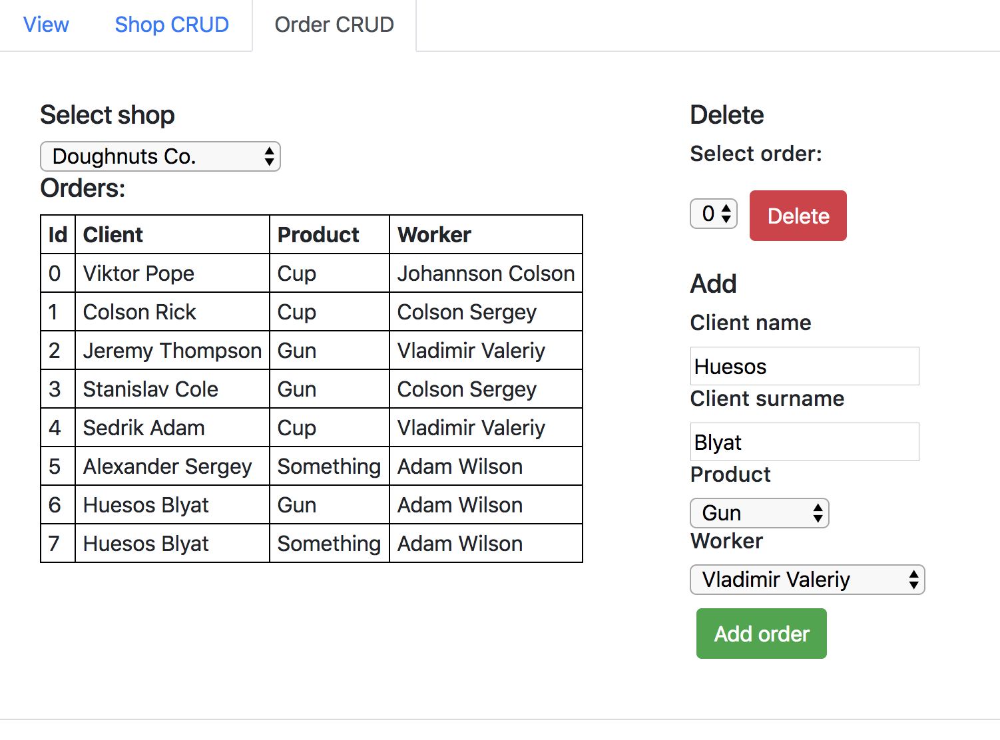 View Shop CRUD Order CRUD
Select shop
Doughnuts Co.
Orders:
Id Client Product Worker
0 Viktor Pope Cup Johannson Colson
1 Colson Rick Cup Colson Sergey
2 Jeremy Thompson Gun Vladimir Valeriy
3 Stanislav Cole Gun Colson Sergey
4 Sedrik Adam Cup Vladimir Valeriy
5 Alexander Sergey Something Adam Wilson
6 Huesos Blyat Gun Adam Wilson
7 Huesos Blyat Something Adam Wilson
Delete
Select order:
0 Delete
Add
Client name
Huesos
Client surname
Blyat
Product
Gun
Worker
Vladimir Valeriy
Add order